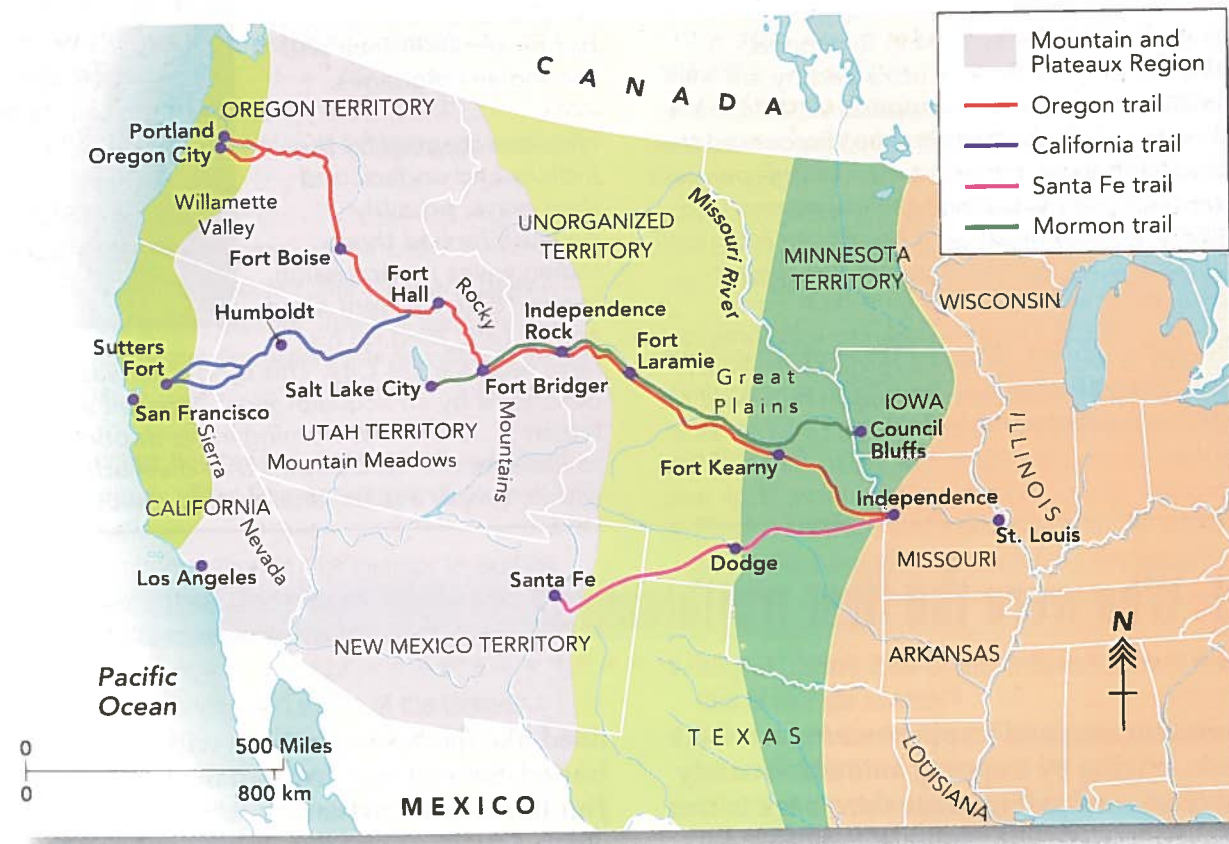 CANADA
Mountain and
Plateaux Region
Oregon trail
California trail
Santa Fe trail
Mormon trail
OREGON TERRITORY
Portland
Oregon City
Willamette
Valley
Fort Boise
Fort
Hall
Rocky
Mountains
UNORGANIZED
TERRITORY
Missouri River
MINNESOTA
TERRITORY
WISCONSIN
Humboldt
Independence
Rock
Fort
Laramie
Sutters
Fort
Salt Lake City
Fort Bridger
Great
Plains
IOWA
Council
Bluffs
ILLINOIS
San Francisco
Sierra
Nevada
UTAH TERRITORY
Mountain Meadows
Fort Kearny
Independence
St. Louis
CALIFORNIA
Los Angeles
Santa Fe
Dodge
MISSOURI
NEW MEXICO TERRITORY
ARKANSAS
N
Pacific
Ocean
TEXAS
LOUISIANA
0
500 Miles
0
800 km
MEXICO